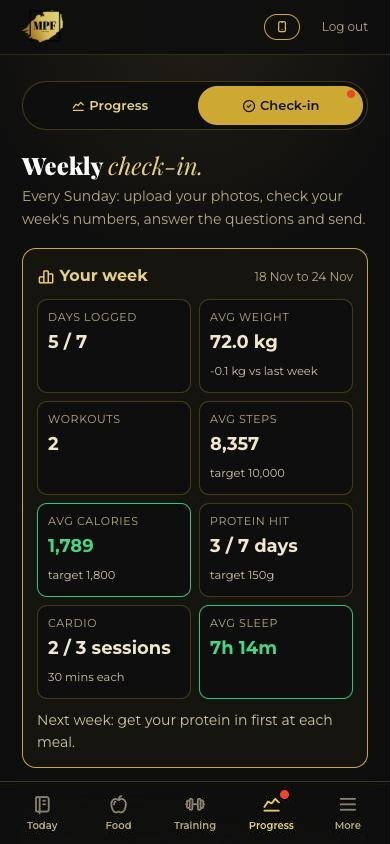 MPF
Log out
Progress
Check-in
Weekly check-in.
Every Sunday: upload your photos, check your
week's numbers, answer the questions and send.
Your week
18 Nov to 24 Nov
DAYS LOGGED
5 / 7
AVG WEIGHT
72.0 kg
-0.1 kg vs last week
WORKOUTS
2
AVG STEPS
8,357
target 10,000
AVG CALORIES
1,789
target 1,800
PROTEIN HIT
3 / 7 days
target 150g
CARDIO
2 / 3 sessions
30 mins each
AVG SLEEP
7h 14m
Next week: get your protein in first at each
meal.
Today
Food
Training
Progress
More